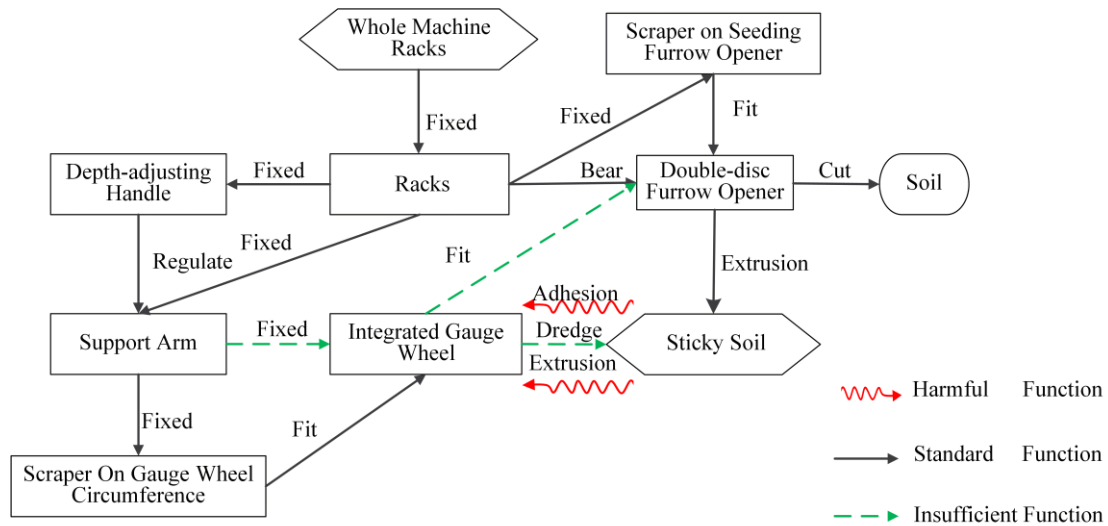 Whole Machine
Racks
Scraper on Seeding
Furrow Opener
Fixed
Fixed
Fit
Depth-adjusting
Handle
Fixed
Racks
Bear
Double-disc
Furrow Opener
Cut
Soil
Regulate
Fixed
Fit
Extrusion
Adhesion
Support Arm
Fixed
Integrated Gauge
Wheel
Dredge
Sticky Soil
Extrusion
Fixed
Fit
Scraper On Gauge Wheel
Circumference
Harmful Function
Standard Function
Insufficient Function